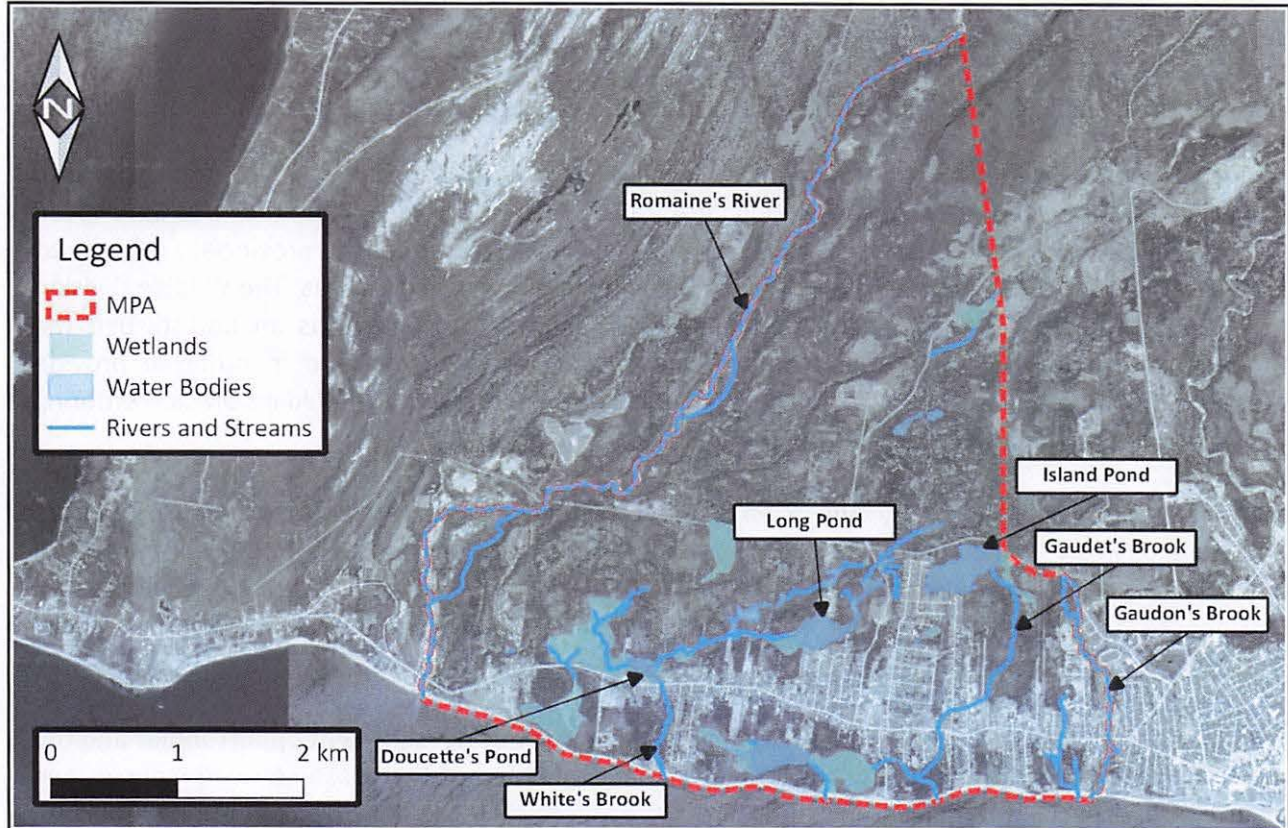 N
Romaine's River
Legend
MPA
Wetlands
Water Bodies
Rivers and Streams
Island Pond
Long Pond
Gaudet's Brook
Gaudon's Brook
0 1 2 km
Doucette's Pond
White's Brook